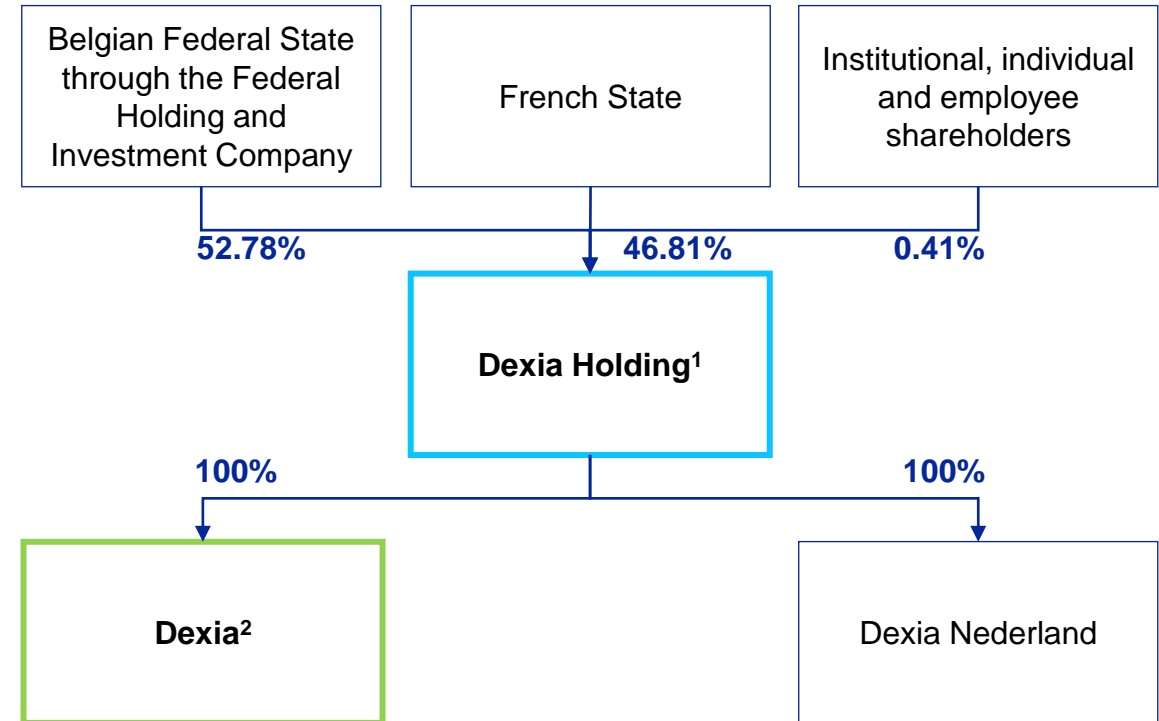 Belgian Federal State
through the Federal
Holding and
Investment Company
French State
Institutional, individual
and employee
shareholders
52.78%
46.81%
0.41%
Dexia Holding¹
100%
100%
Dexia²
Dexia Nederland